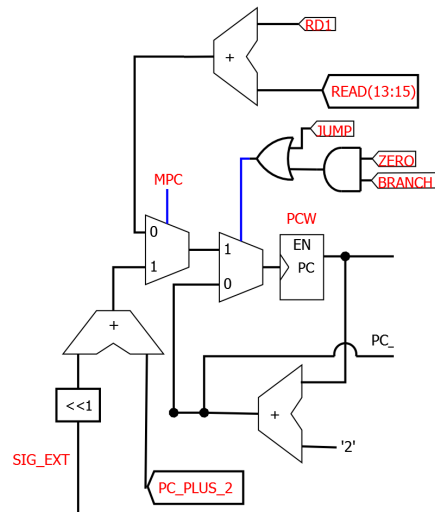 RD1
+
READ(13:15)
JUMP
ZERO
BRANCH
MPC
PCW
0
1
1
0
EN
PC
+
PC_
<<1
+
'2'
SIG_EXT
PC_PLUS_2